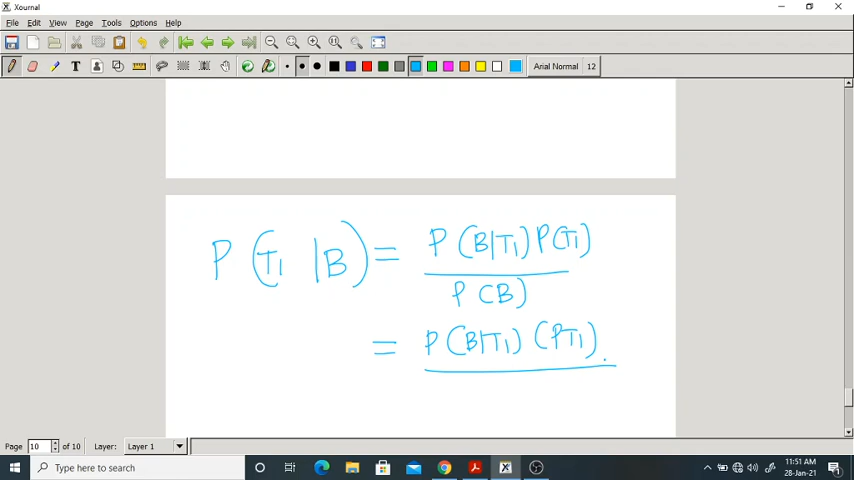 Xournal
File Edit View Page Tools Options Help
Arial Normal 12
P(T1 |B) = P(B|T1)P(T1)
P(B)
= P(B|T1)(PT1).
Page 10 of 10 Layer: Layer 1
Type here to search
11:51 AM
28-Jan-21